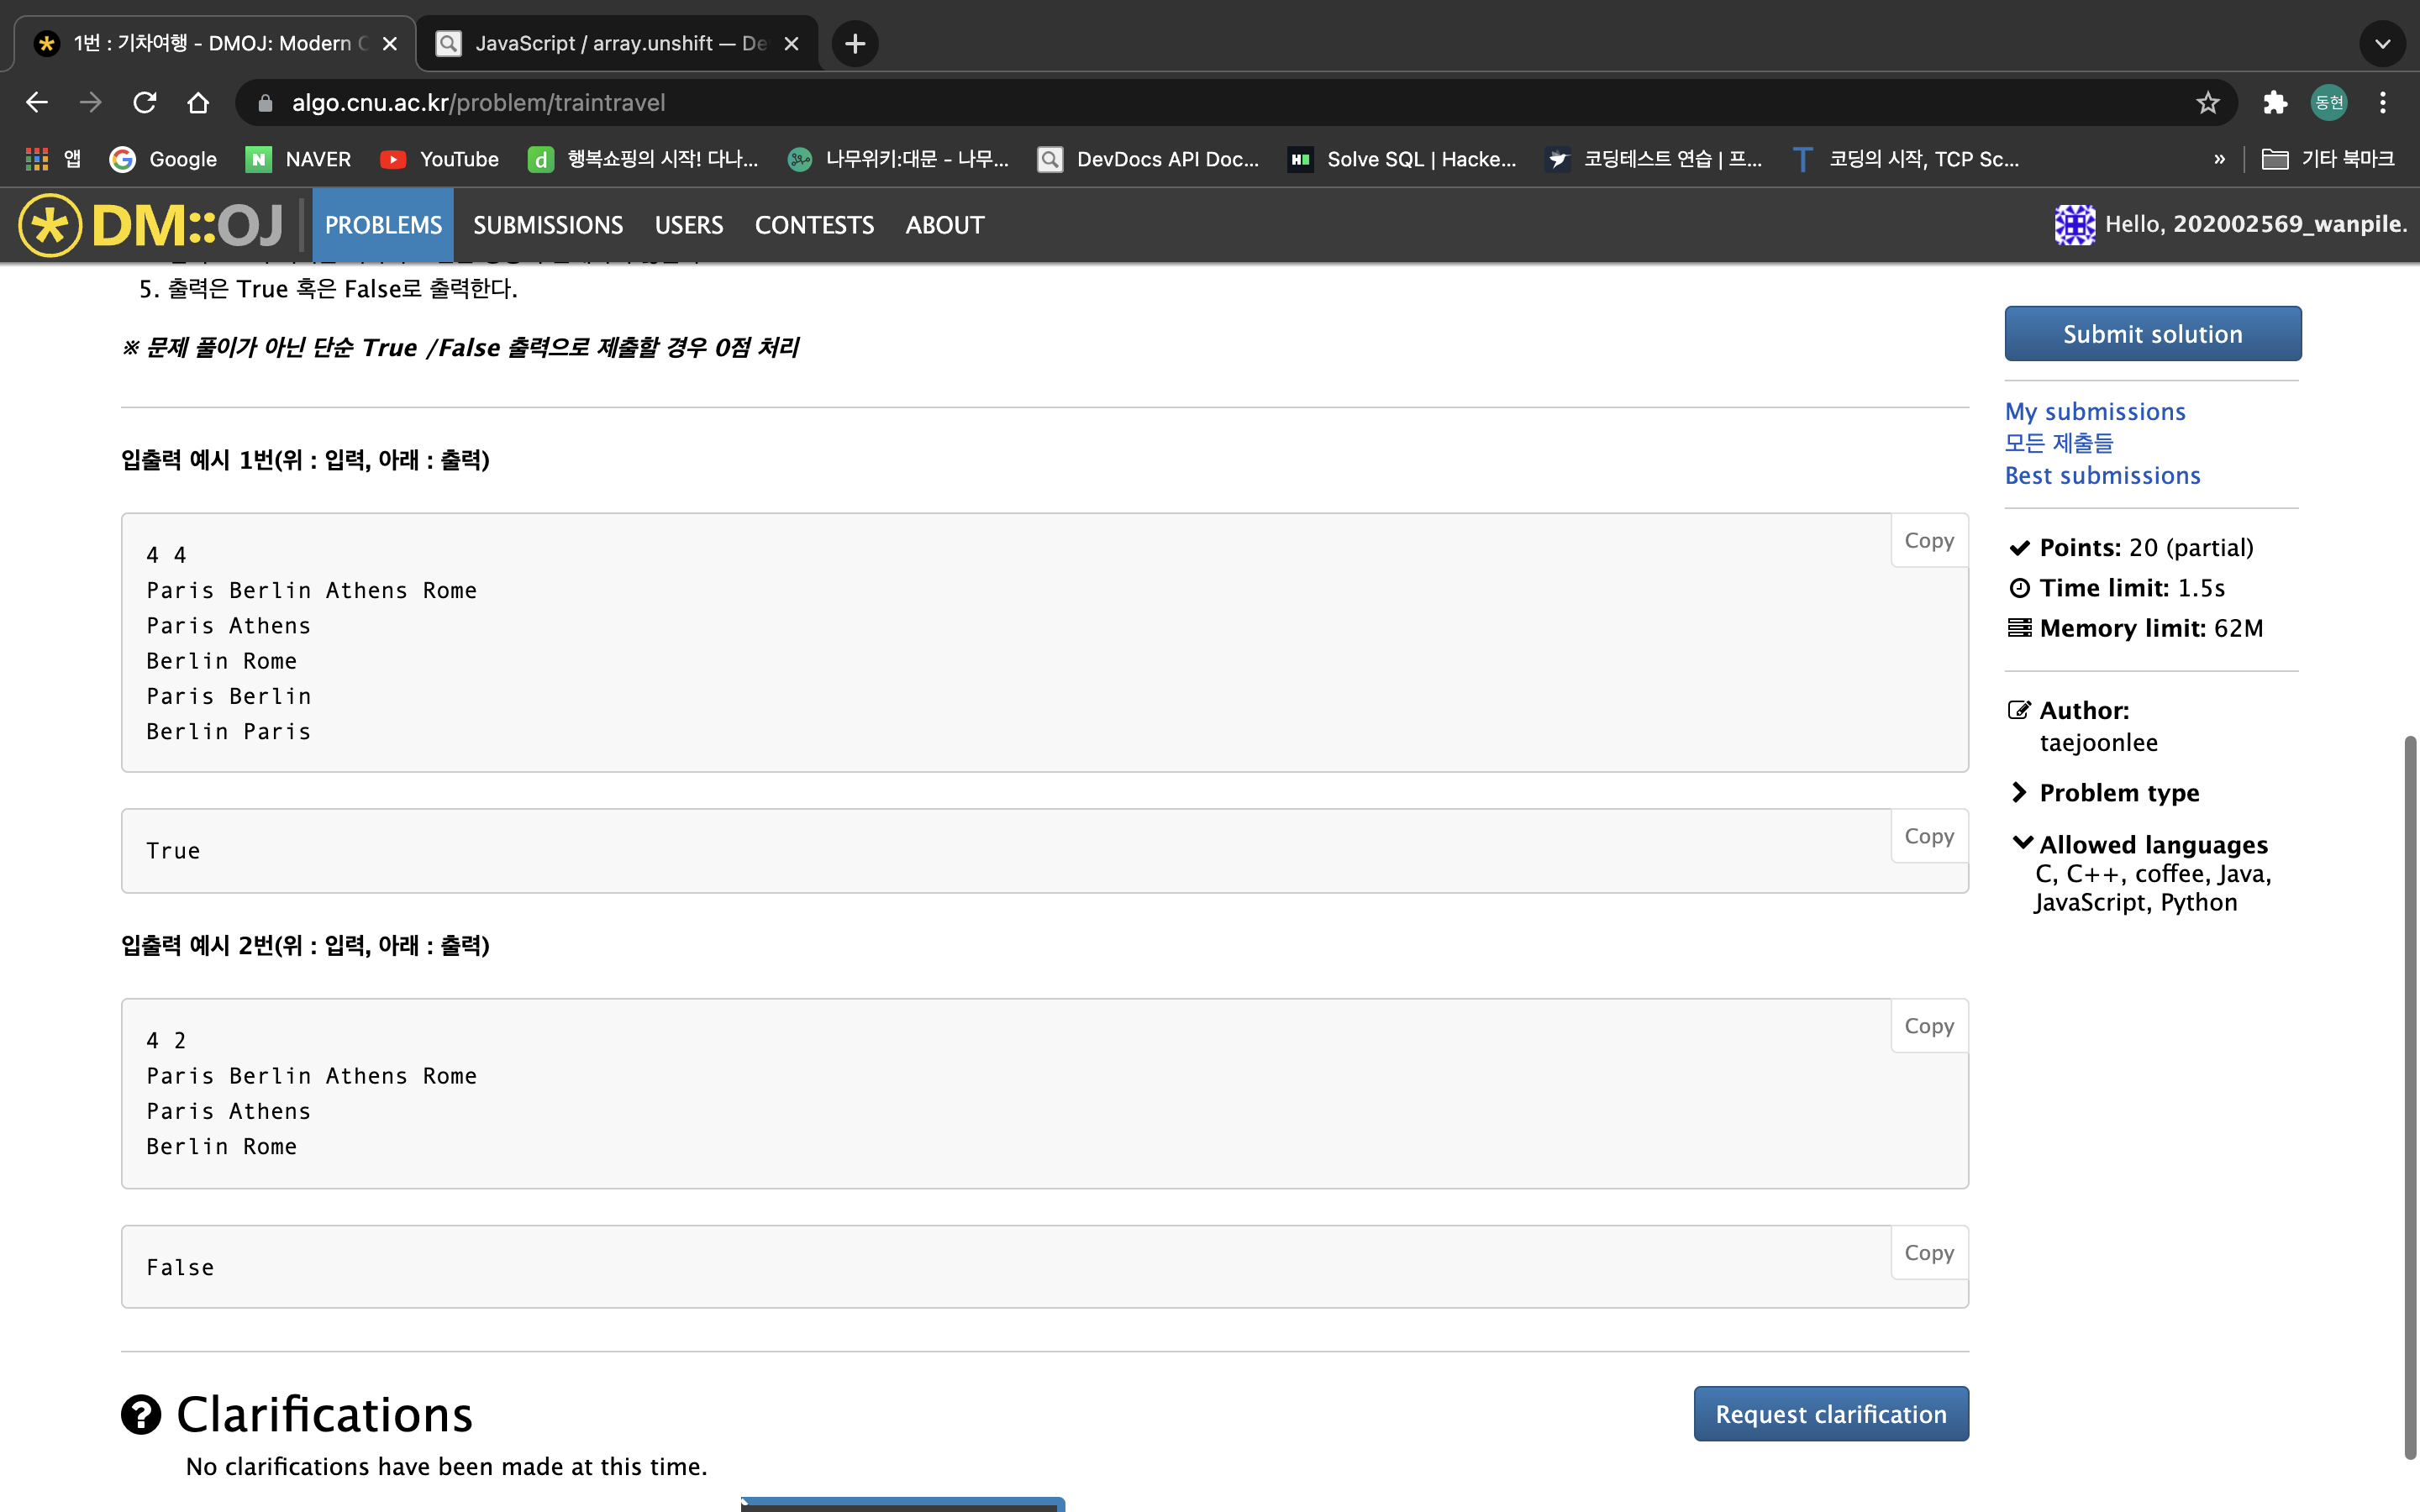 1번 : 기차여행 - DMOJ: Modern
JavaScript / array.unshift — De
algo.cnu.ac.kr/problem/traintravel
동현
앱
Google
NAVER
YouTube
행복쇼핑의 시작! 다나...
나무위키:대문 - 나무...
DevDocs API Doc...
Solve SQL | Hacke...
코딩테스트 연습 | 프...
코딩의 시작, TCP Sc...
»
기타 북마크
DM::OJ
PROBLEMS SUBMISSIONS USERS CONTESTS ABOUT
Hello, 202002569_wanpile.
5. 출력은 True 혹은 False로 출력한다.
※ 문제 풀이가 아닌 단순 True /False 출력으로 제출할 경우 0점 처리
입출력 예시 1번(위 : 입력, 아래 : 출력)
Copy
4 4
Paris Berlin Athens Rome
Paris Athens
Berlin Rome
Paris Berlin
Berlin Paris
Copy
True
입출력 예시 2번(위 : 입력, 아래 : 출력)
Copy
4 2
Paris Berlin Athens Rome
Paris Athens
Berlin Rome
Copy
False
Clarifications
Request clarification
No clarifications have been made at this time.
Submit solution
My submissions
모든 제출들
Best submissions
Points: 20 (partial)
Time limit: 1.5s
Memory limit: 62M
Author:
taejoonlee
Problem type
Allowed languages
C, C++, coffee, Java,
JavaScript, Python